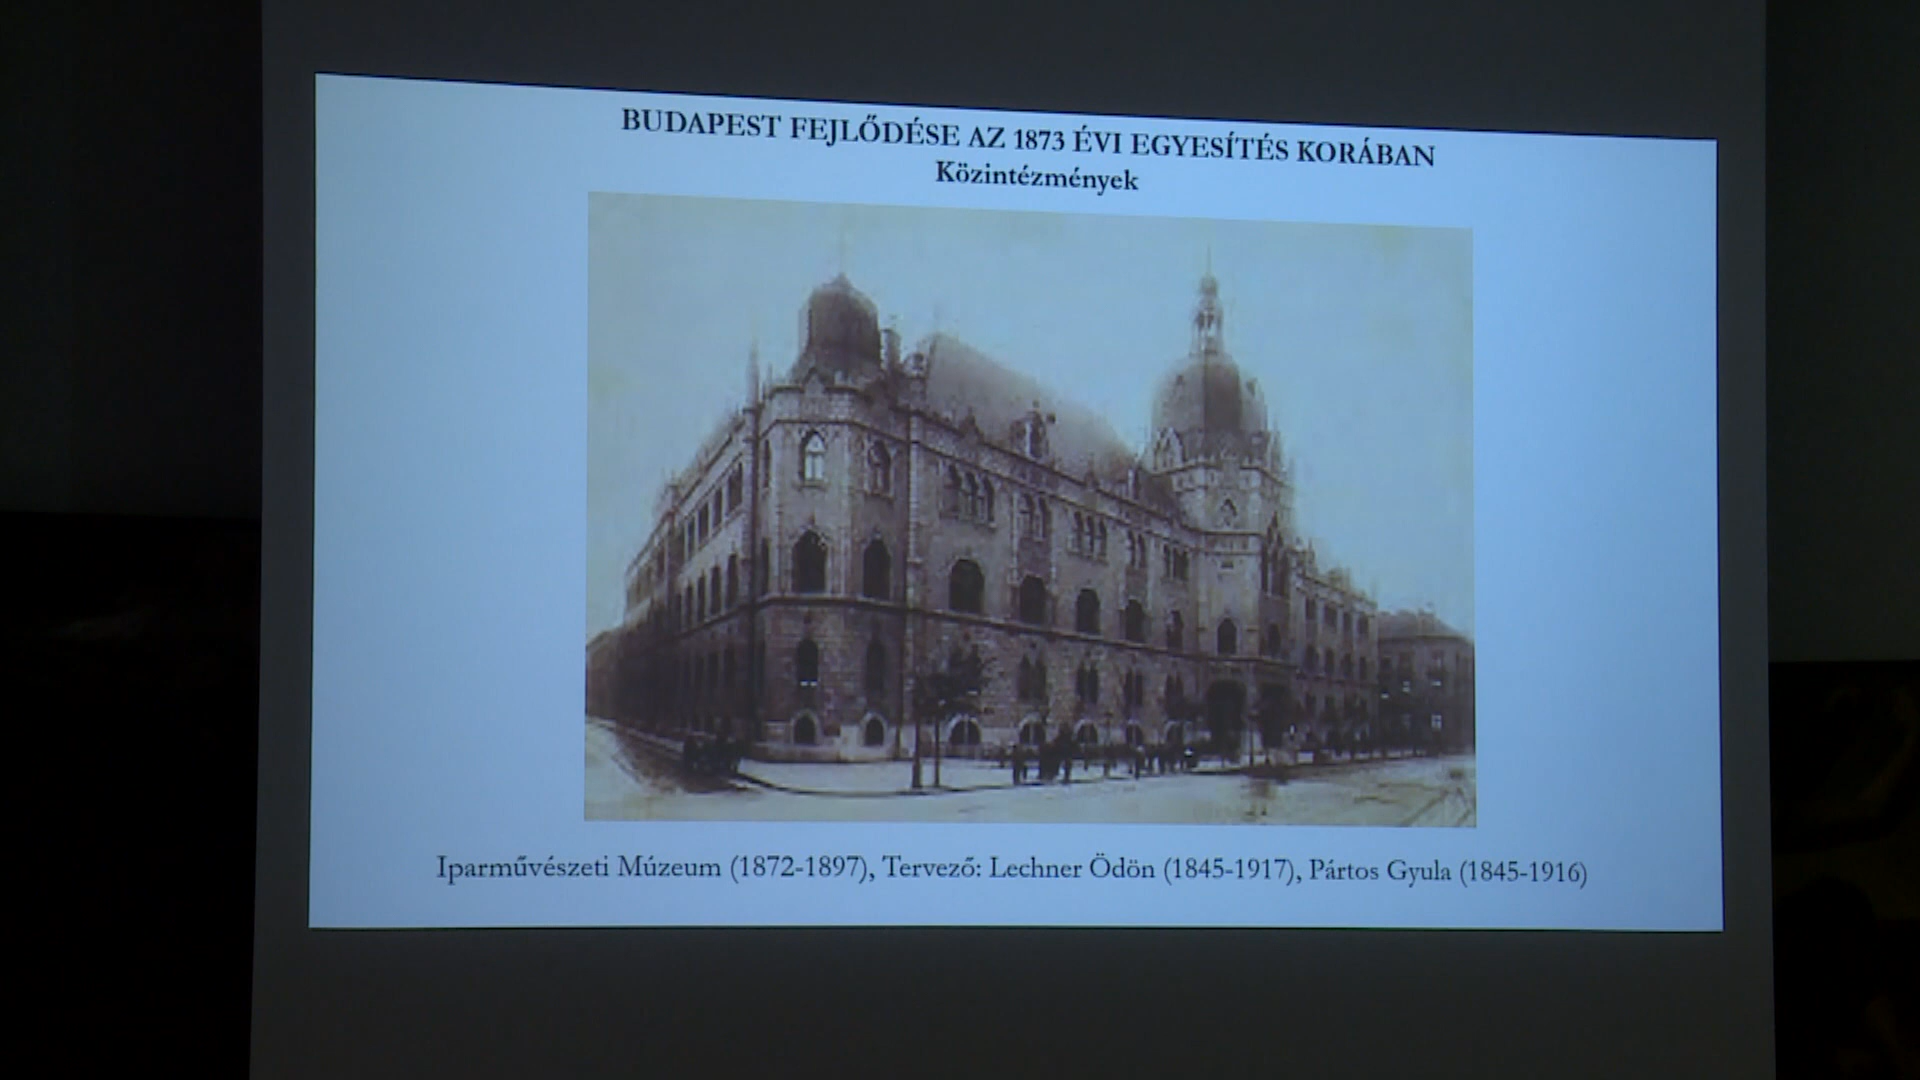 BUDAPEST FEJLŐDÉSE AZ 1873 ÉVI EGYESÍTÉS KORÁBAN
Közintézmények
Iparművészeti Múzeum (1872-1897), Tervező: Lechner Ödön (1845-1917), Pártos Gyula (1845-1916)